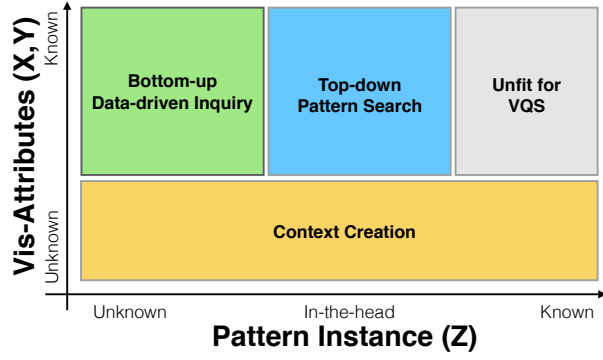 Vis-Attributes (X,Y)
Known
Unknown
Bottom-up
Data-driven Inquiry
Top-down
Pattern Search
Unfit for
VQS
Context Creation
Unknown
In-the-head
Known
Pattern Instance (Z)